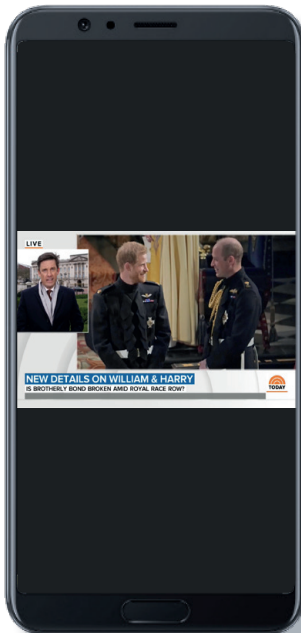 LIVE
NEW DETAILS ON WILLIAM & HARRY
IS BROTHERLY BOND BROKEN AMID ROYAL RACE ROW?
TODAY